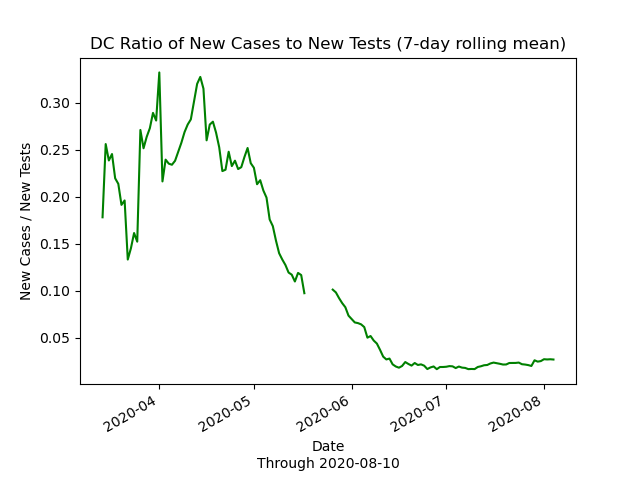 DC Ratio of New Cases to New Tests (7-day rolling mean)
New Cases / New Tests
0.30
0.25
0.20
0.15
0.10
0.05
2020-04
2020-05
2020-06
2020-07
2020-08
Date
Through 2020-08-10